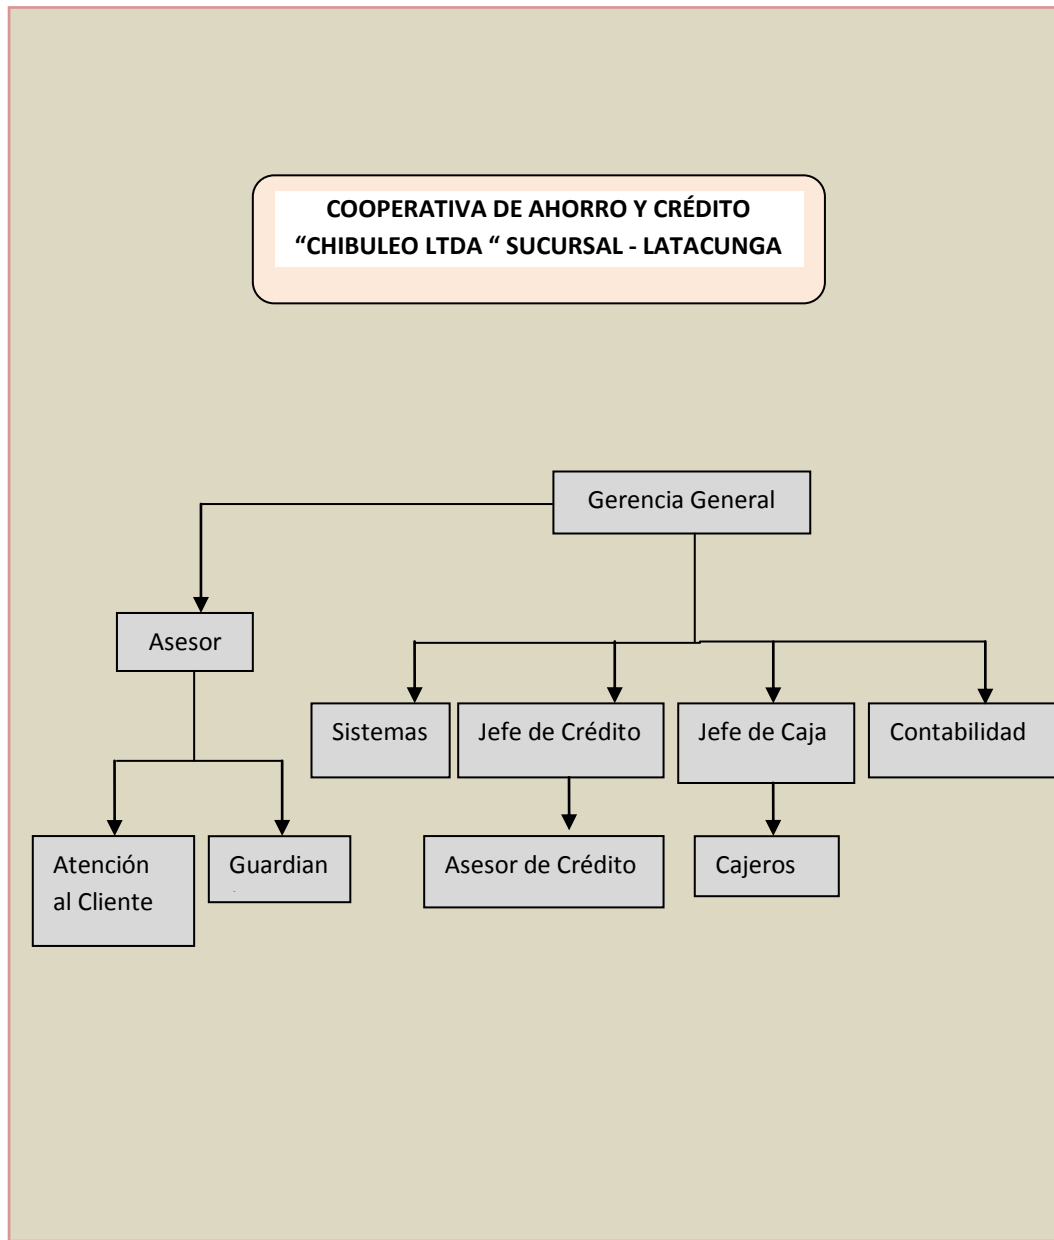 COOPERATIVA DE AHORRO Y CRÉDITO
“CHIBULEO LTDA “ SUCURSAL - LATACUNGA
Gerencia General
Asesor
Sistemas
Jefe de Crédito
Jefe de Caja
Contabilidad
Atención
al Cliente
Guardian
Asesor de Crédito
Cajeros